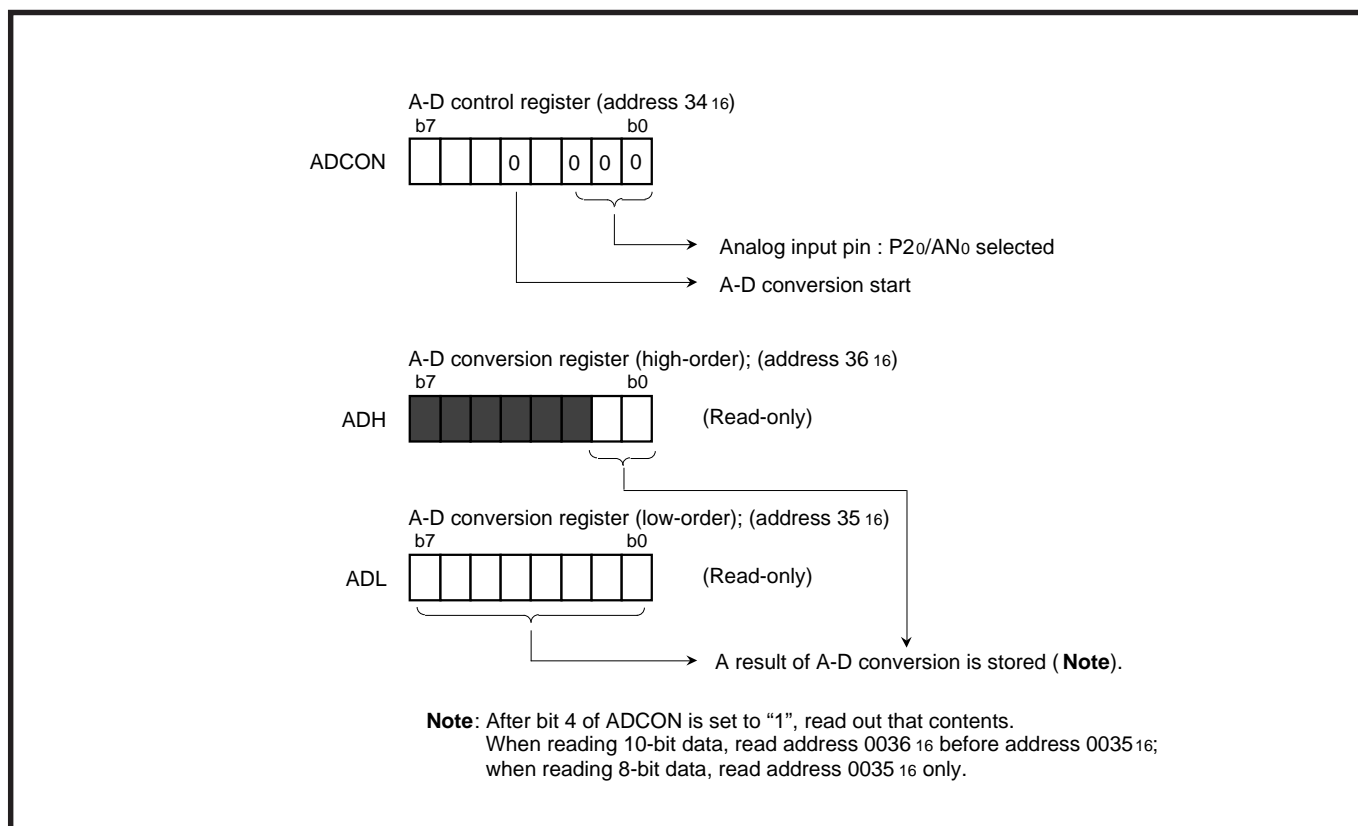 A-D control register (address 34 16)
b7 b0
ADCON 0 0 0 0
Analog input pin : P20/AN0 selected
A-D conversion start
A-D conversion register (high-order); (address 36 16)
b7 b0
ADH (Read-only)
A-D conversion register (low-order); (address 35 16)
b7 b0
ADL (Read-only)
A result of A-D conversion is stored ( Note).
Note: After bit 4 of ADCON is set to “1”, read out that contents.
When reading 10-bit data, read address 0036 16 before address 0035 16;
when reading 8-bit data, read address 0035 16 only.